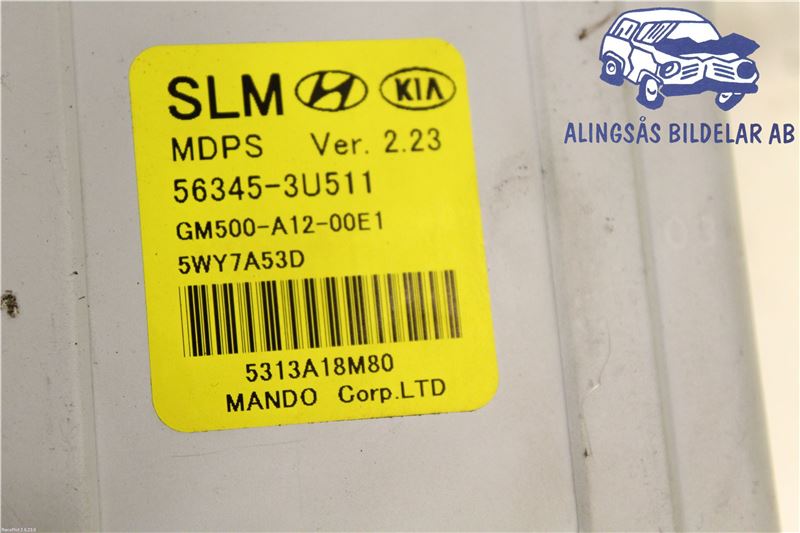 SLM KIA
MDPS Ver. 2.23
56345-3U511
GM500-A12-00E1
5WY7A53D
5313A18M80
MANDO Corp.LTD
ALINGSÅS BILDELAR AB
03